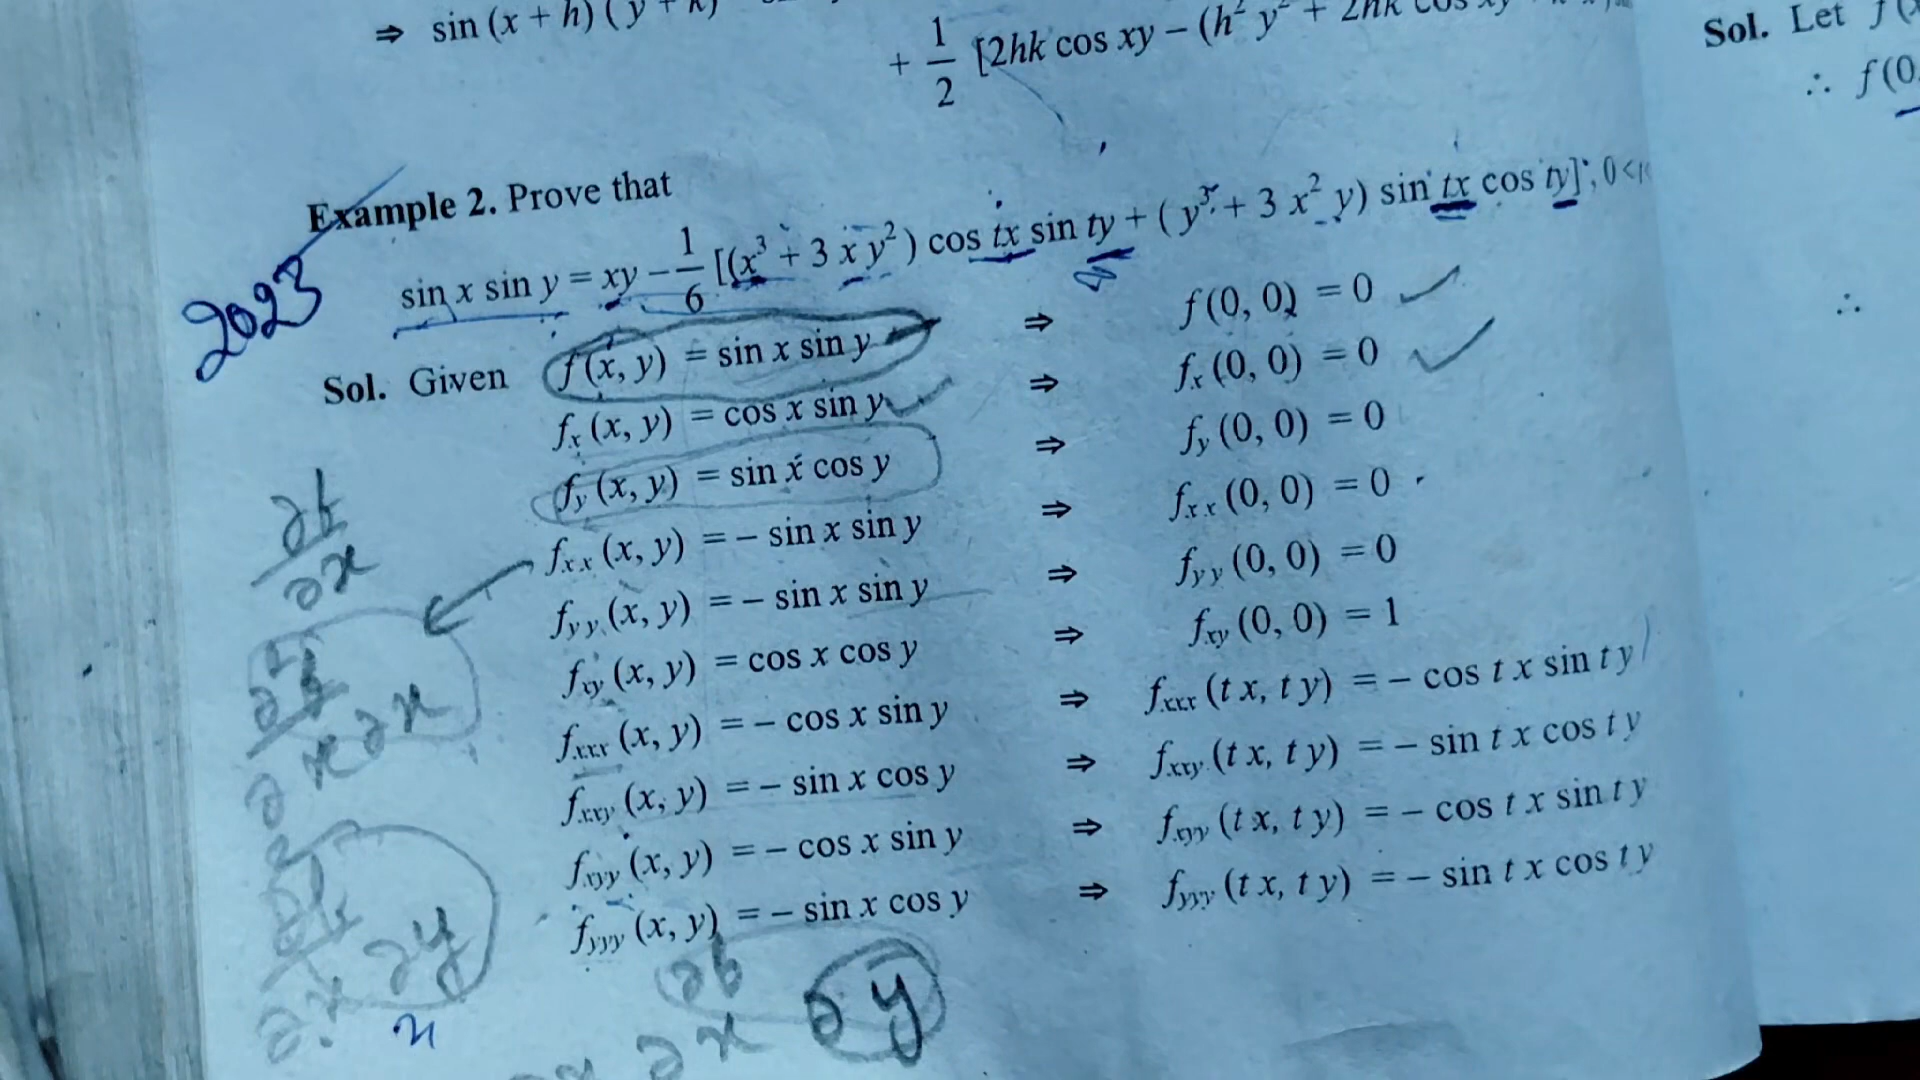 ⇒ sin (x + h) (y + k)
+ 1/2 [2hk cos xy – (h² y² + 2hk cos xy
Sol. Let f(x
∴ f(0,
Example 2. Prove that
2023
sin x sin y = xy – 1/6 [(x³ + 3 x y²) cos tx sin ty + (y³ + 3 x² y) sin tx cos ty]; 0 <
Sol. Given f (x, y) = sin x sin y ⇒ f (0, 0) = 0
fₓ (x, y) = cos x sin y ⇒ fₓ (0, 0) = 0
f_y (x, y) = sin x cos y ⇒ f_y (0, 0) = 0
f_xx (x, y) = – sin x sin y ⇒ f_xx (0, 0) = 0
f_yy (x, y) = – sin x sin y ⇒ f_yy (0, 0) = 0
f_xy (x, y) = cos x cos y ⇒ f_xy (0, 0) = 1
f_xxx (x, y) = – cos x sin y ⇒ f_xxx (t x, t y) = – cos t x sin t y
f_xxy (x, y) = – sin x cos y ⇒ f_xxy (t x, t y) = – sin t x cos t y
f_xyy (x, y) = – cos x sin y ⇒ f_xyy (t x, t y) = – cos t x sin t y
f_yyy (x, y) = – sin x cos y ⇒ f_yyy (t x, t y) = – sin t x cos t y
∴
∂f
∂x
∂²f
∂x ∂x
∂²f
∂x ∂y
x
∂f
∂x ∂y